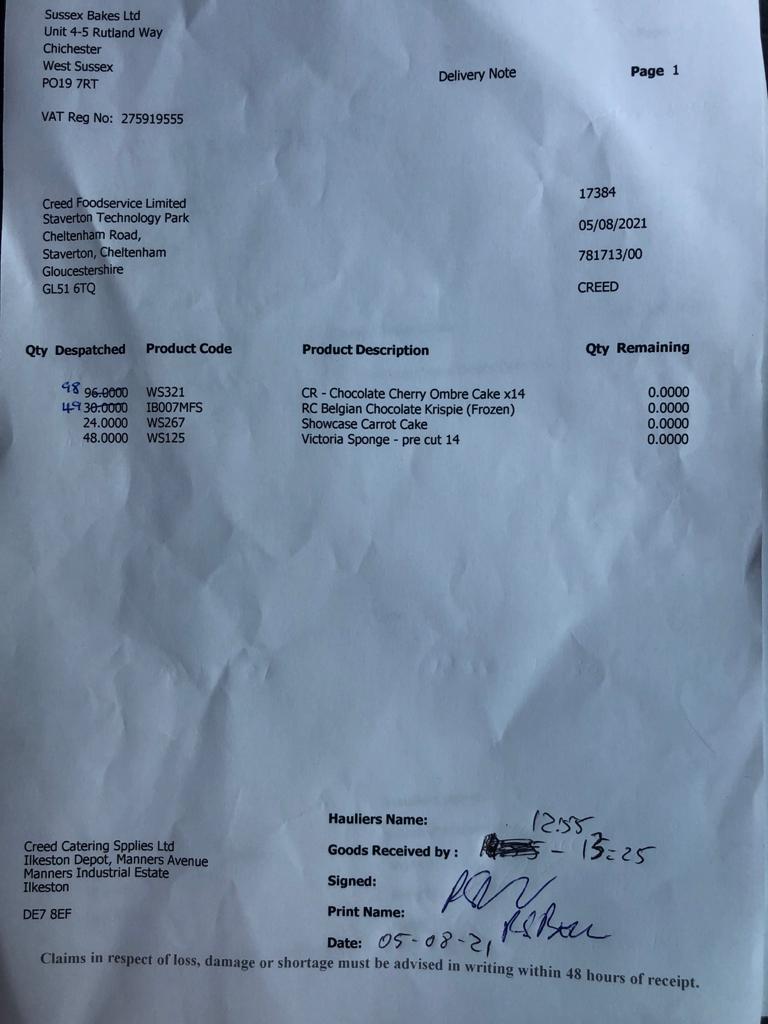 Sussex Bakes Ltd
Unit 4-5 Rutland Way
Chichester
West Sussex
PO19 7RT
Delivery Note
Page 1
VAT Reg No: 275919555
Creed Foodservice Limited
Staverton Technology Park
Cheltenham Road,
Staverton, Cheltenham
Gloucestershire
GL51 6TQ
17384
05/08/2021
781713/00
CREED
Qty Despatched Product Code Product Description Qty Remaining
98 96.0000 WS321 CR - Chocolate Cherry Ombre Cake x14 0.0000
49 30.0000 IB007MFS RC Belgian Chocolate Krispie (Frozen) 0.0000
24.0000 WS267 Showcase Carrot Cake 0.0000
48.0000 WS125 Victoria Sponge - pre cut 14 0.0000
Creed Catering Spplies Ltd
Ilkeston Depot, Manners Avenue
Manners Industrial Estate
Ilkeston
DE7 8EF
Hauliers Name: 12:55
Goods Received by : - 13:25
Signed:
Print Name:
Date: 05-08-21
Claims in respect of loss, damage or shortage must be advised in writing within 48 hours of receipt.